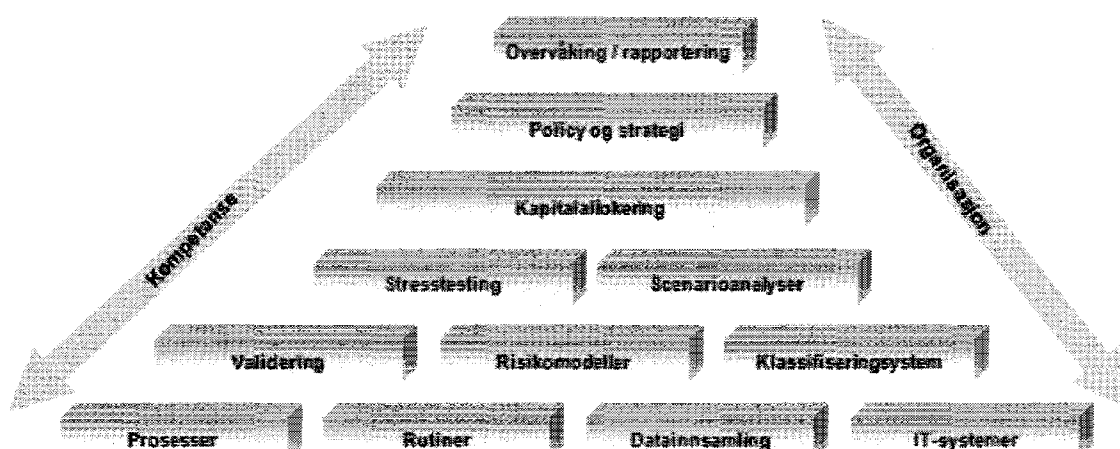 Overvåking / rapportering
Policy og strategi
Kapitalallokering
Kompetanse
Organisasjon
Stresstesting
Scenarioanalyser
Validering
Risikomodeller
Klassifiseringsystem
Prosesser
Rutiner
Datainnsamling
IT-systemer